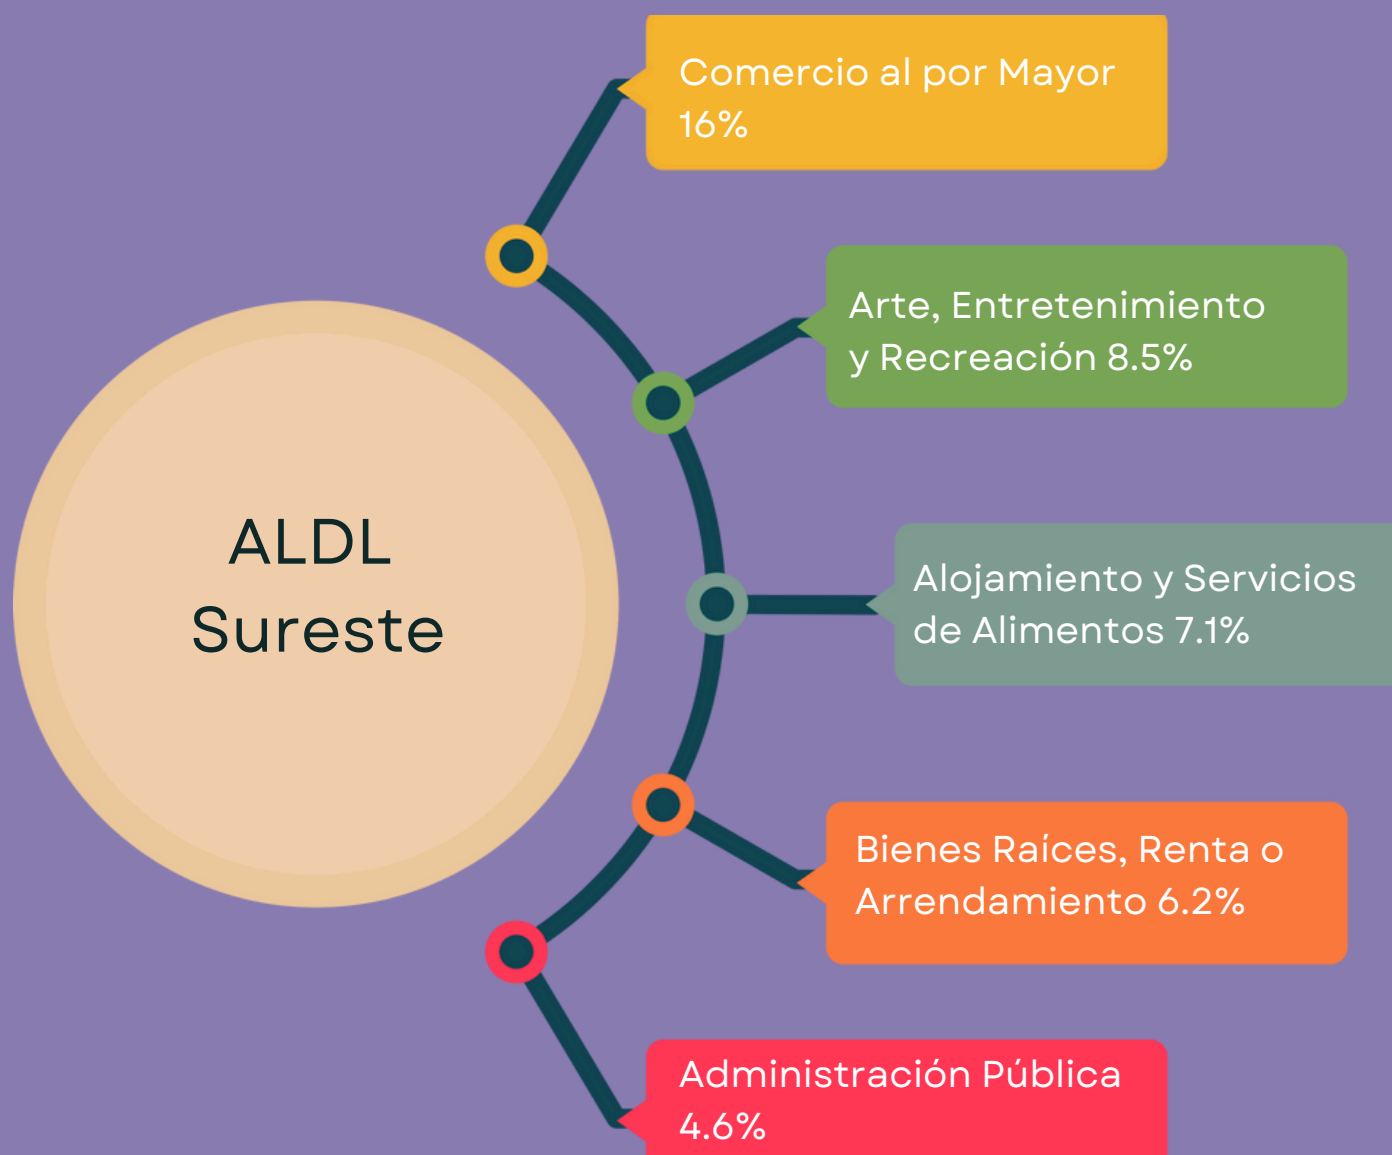 Comercio al por Mayor
16%
Arte, Entretenimiento
y Recreación 8.5%
ALDL
Sureste
Alojamiento y Servicios
de Alimentos 7.1%
Bienes Raíces, Renta o
Arrendamiento 6.2%
Administración Pública
4.6%